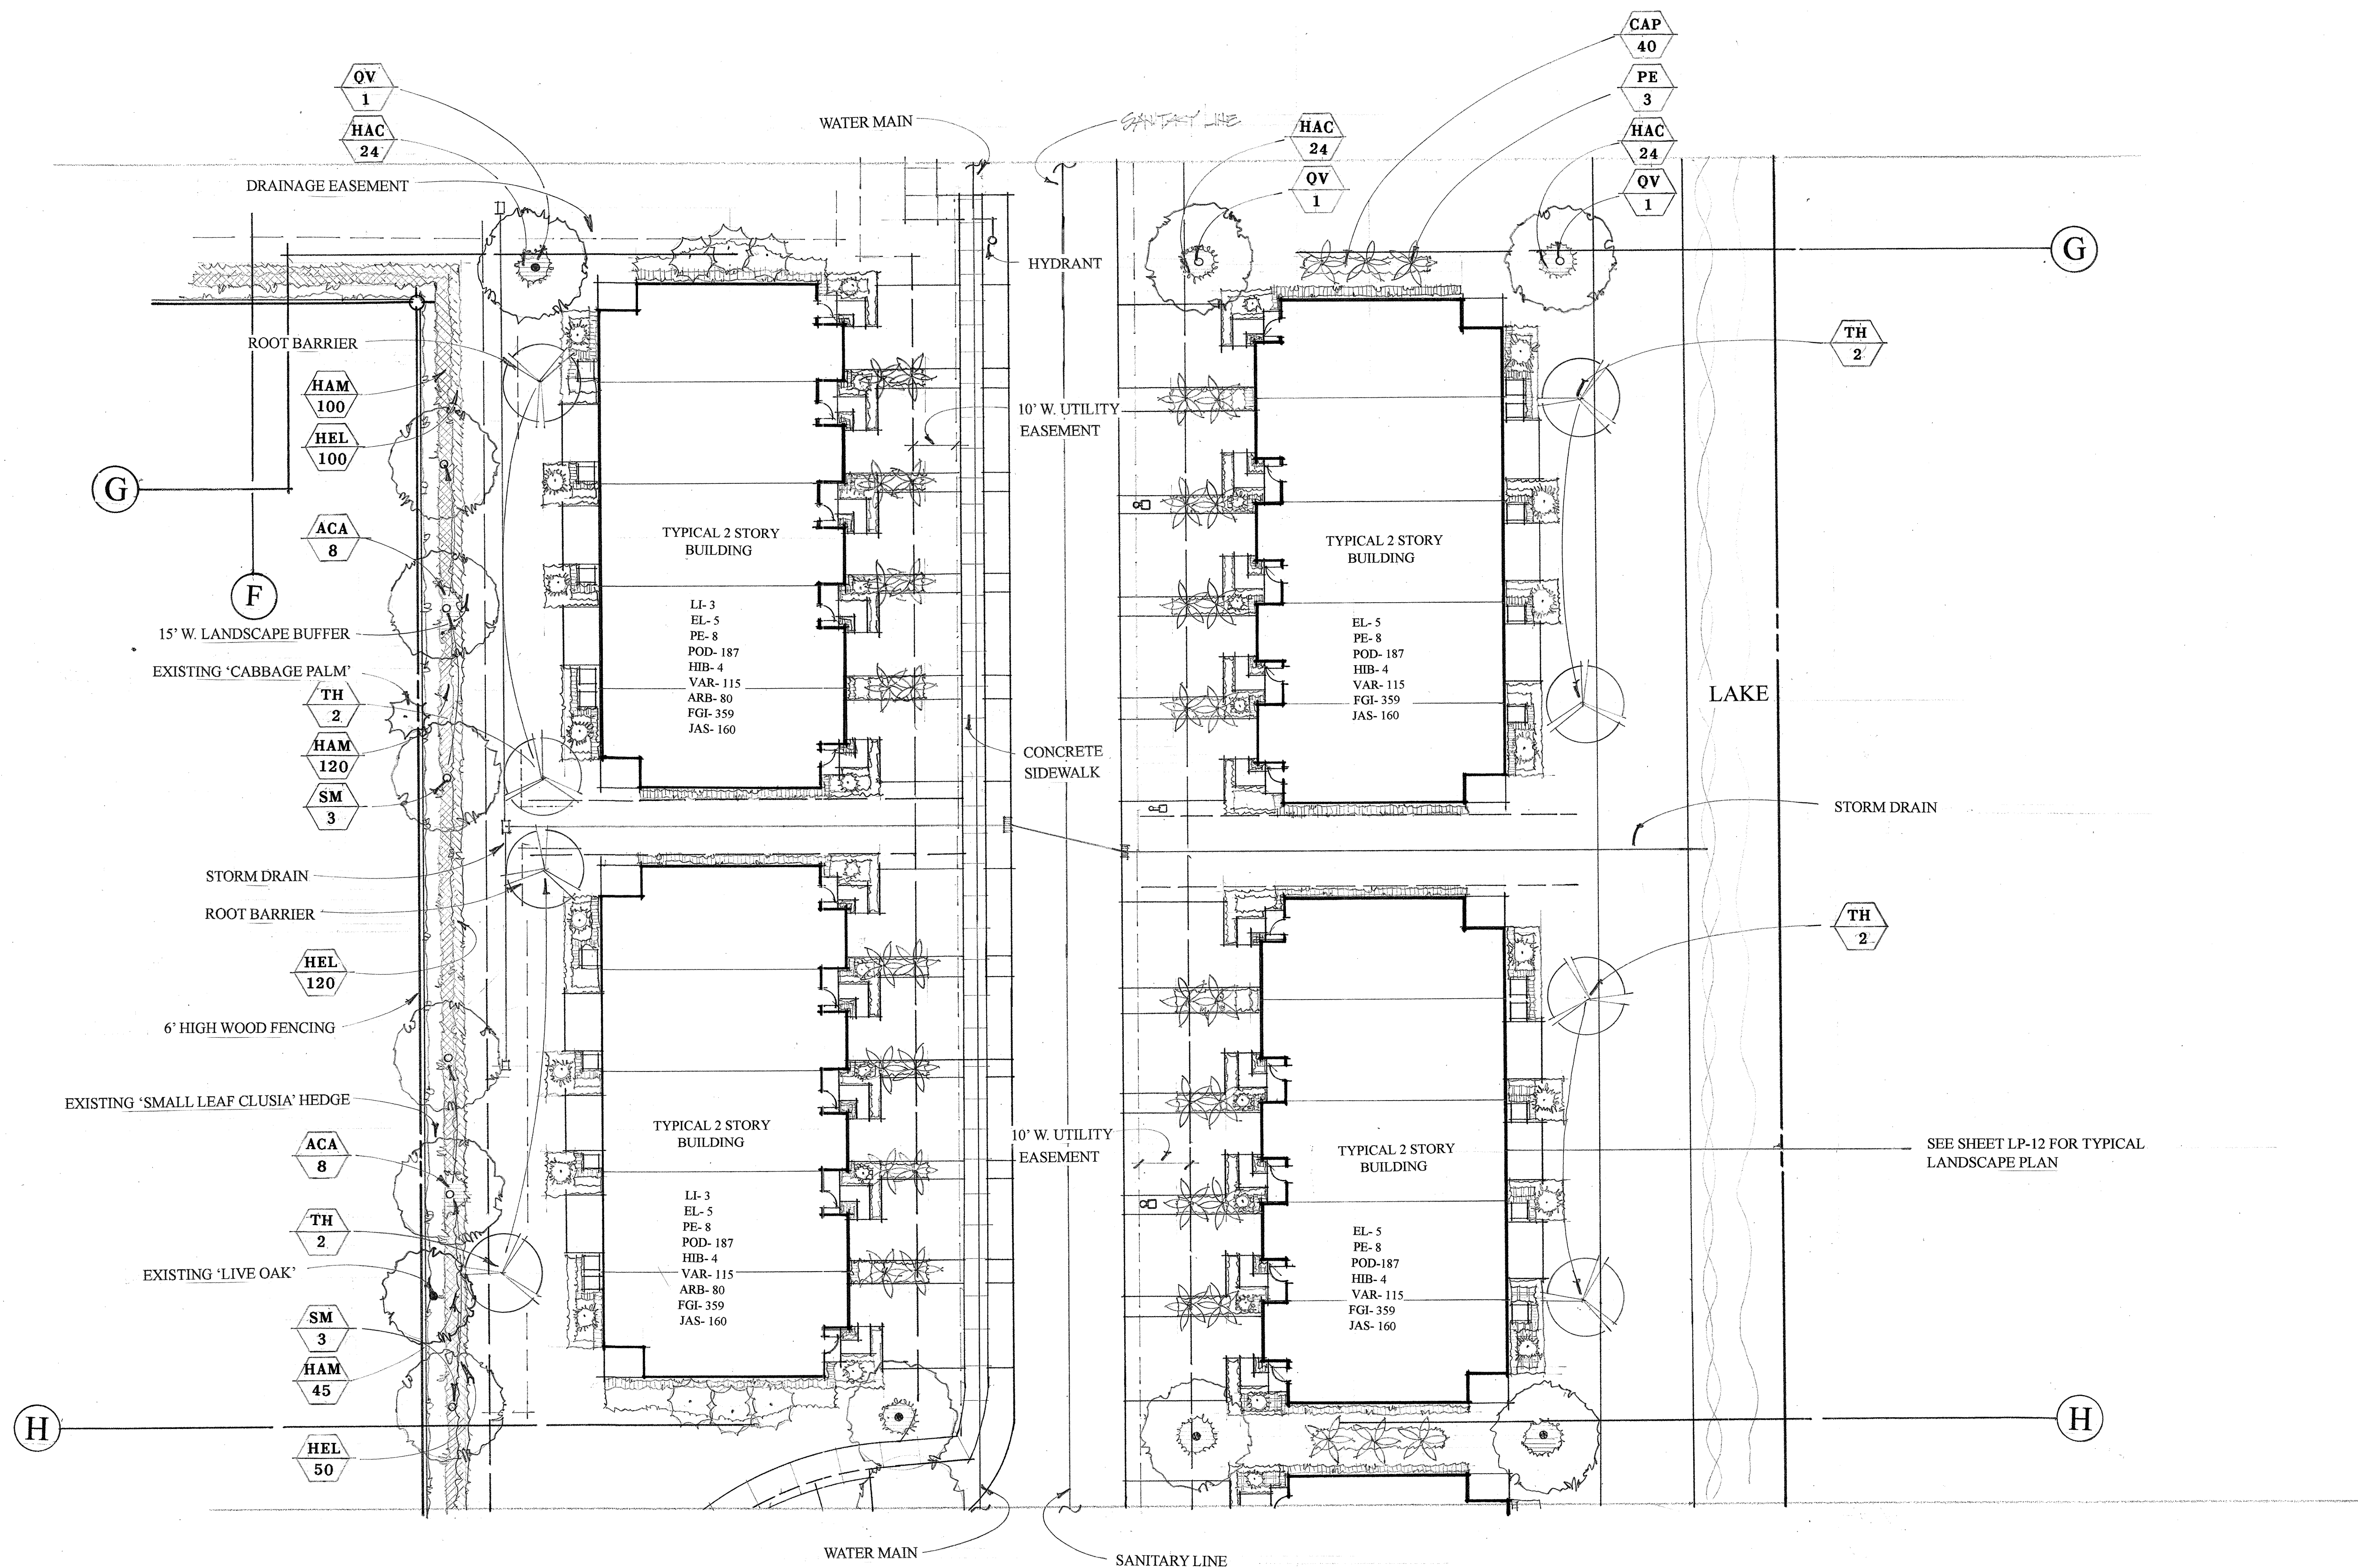 CAP
40
QV
1
PE
3
HAC
24
WATER MAIN
SANITARY LINE
HAC
24
HAC
24
DRAINAGE EASEMENT
QV
1
QV
1
G
HYDRANT
ROOT BARRIER
TH
2
HAM
100
10' W. UTILITY
EASEMENT
HEL
100
G
ACA
8
TYPICAL 2 STORY
BUILDING
TYPICAL 2 STORY
BUILDING
F
LI- 3
EL- 5
PE- 8
POD- 187
HIB- 4
VAR- 115
ARB- 80
FGI- 359
JAS- 160
EL- 5
PE- 8
POD- 187
HIB- 4
VAR- 115
FGI- 359
JAS- 160
15' W. LANDSCAPE BUFFER
EXISTING ‘CABBAGE PALM’
TH
2
LAKE
HAM
120
CONCRETE
SIDEWALK
SM
3
STORM DRAIN
STORM DRAIN
ROOT BARRIER
TH
2
HEL
120
6' HIGH WOOD FENCING
EXISTING ‘SMALL LEAF CLUSIA’ HEDGE
TYPICAL 2 STORY
BUILDING
10' W. UTILITY
EASEMENT
TYPICAL 2 STORY
BUILDING
SEE SHEET LP-12 FOR TYPICAL
LANDSCAPE PLAN
ACA
8
LI- 3
EL- 5
PE- 8
POD- 187
HIB- 4
VAR- 115
ARB- 80
FGI- 359
JAS- 160
EL- 5
PE- 8
POD-187
HIB- 4
VAR- 115
FGI- 359
JAS- 160
TH
2
EXISTING ‘LIVE OAK’
SM
3
HAM
45
H
H
HEL
50
WATER MAIN
SANITARY LINE